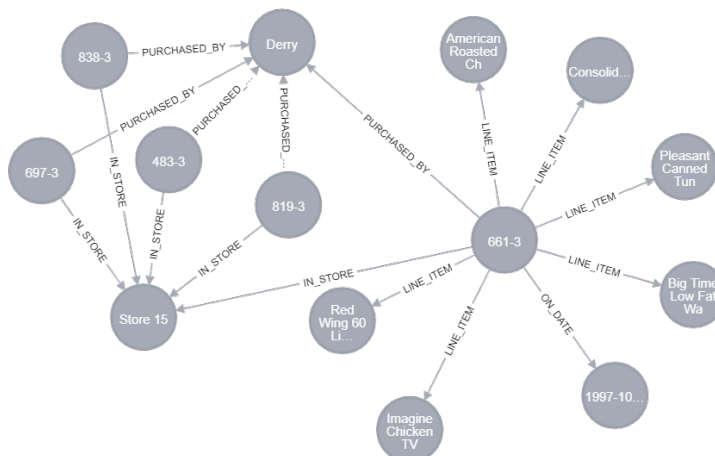 838-3
PURCHASED_BY
Derry
American
Roasted
Ch
Consolid...
PURCHASED_BY
PURCHASED_...
PURCHASED_...
PURCHASED_BY
LINE_ITEM
LINE_ITEM
697-3
483-3
IN_STORE
819-3
Pleasant
Canned
Tun
LINE_ITEM
IN_STORE
IN_STORE
IN_STORE
661-3
LINE_ITEM
IN_STORE
LINE_ITEM
Big Time
Low Fat
Wa
Store 15
Red
Wing 60
Li...
LINE_ITEM
ON_DATE
1997-10...
Imagine
Chicken
TV